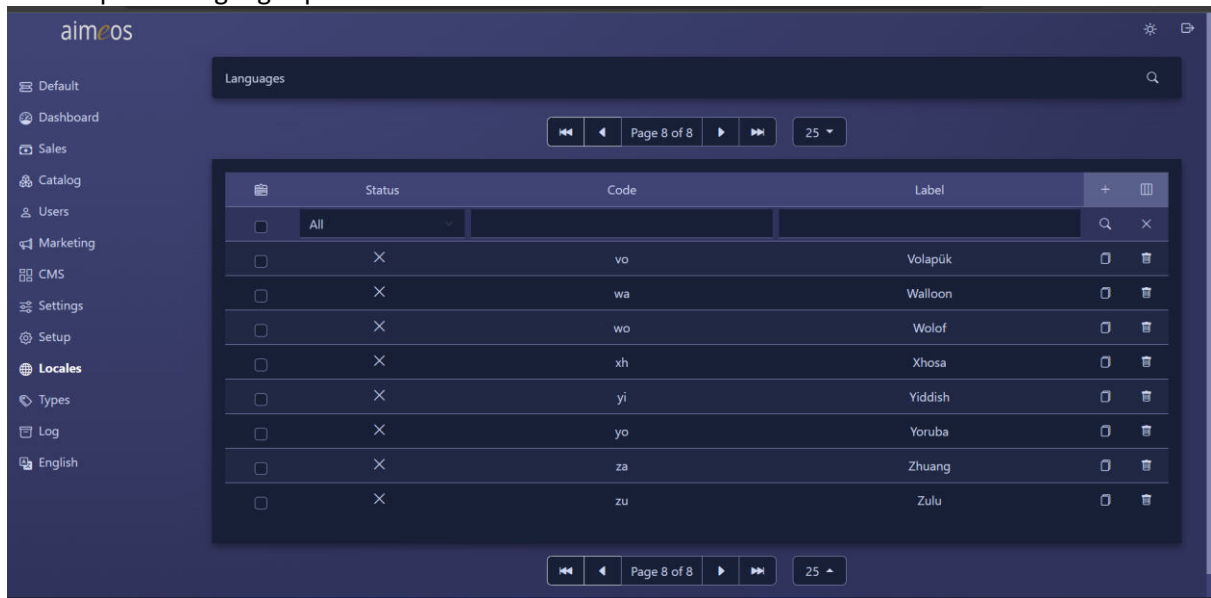 aimeos
Default
Dashboard
Sales
Catalog
Users
Marketing
CMS
Settings
Setup
Locales
Types
Log
English
Languages
Page 8 of 8 25
Status Code Label
All
vo Volapük
wa Walloon
wo Wolof
xh Xhosa
yi Yiddish
yo Yoruba
za Zhuang
zu Zulu
Page 8 of 8 25